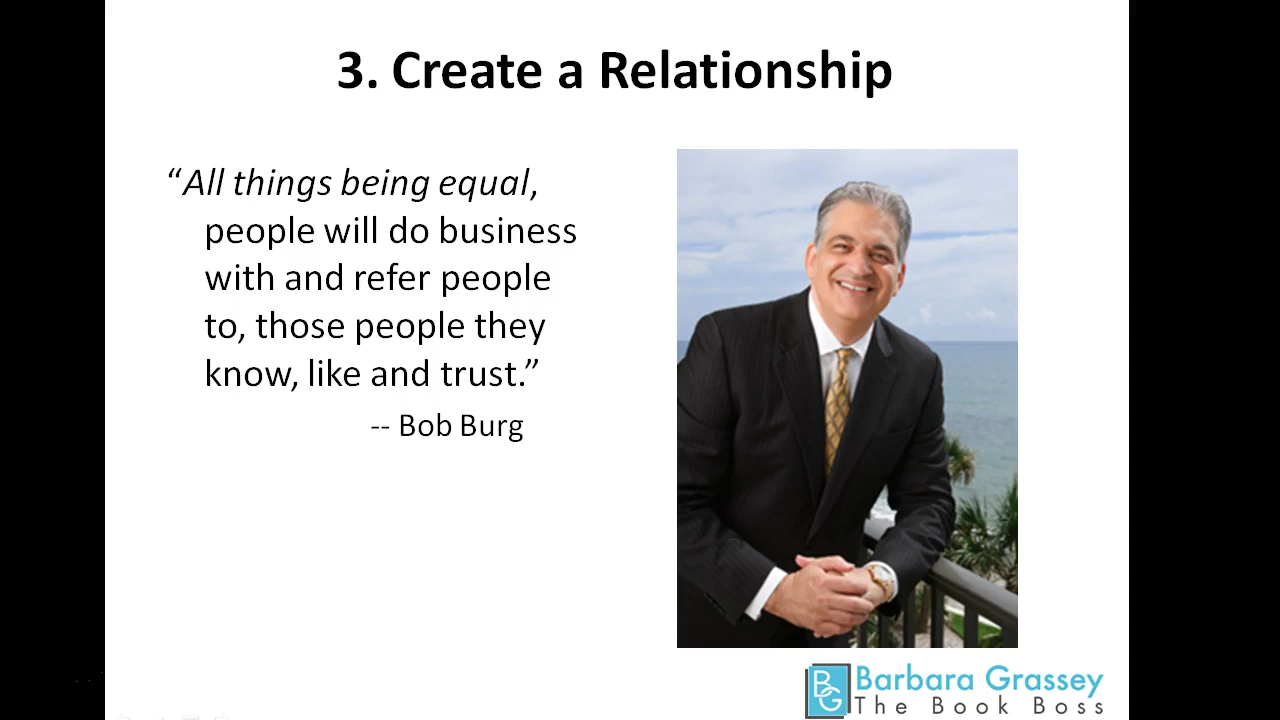 3. Create a Relationship
“All things being equal,
people will do business
with and refer people
to, those people they
know, like and trust.”
-- Bob Burg
BG Barbara Grassey
The Book Boss